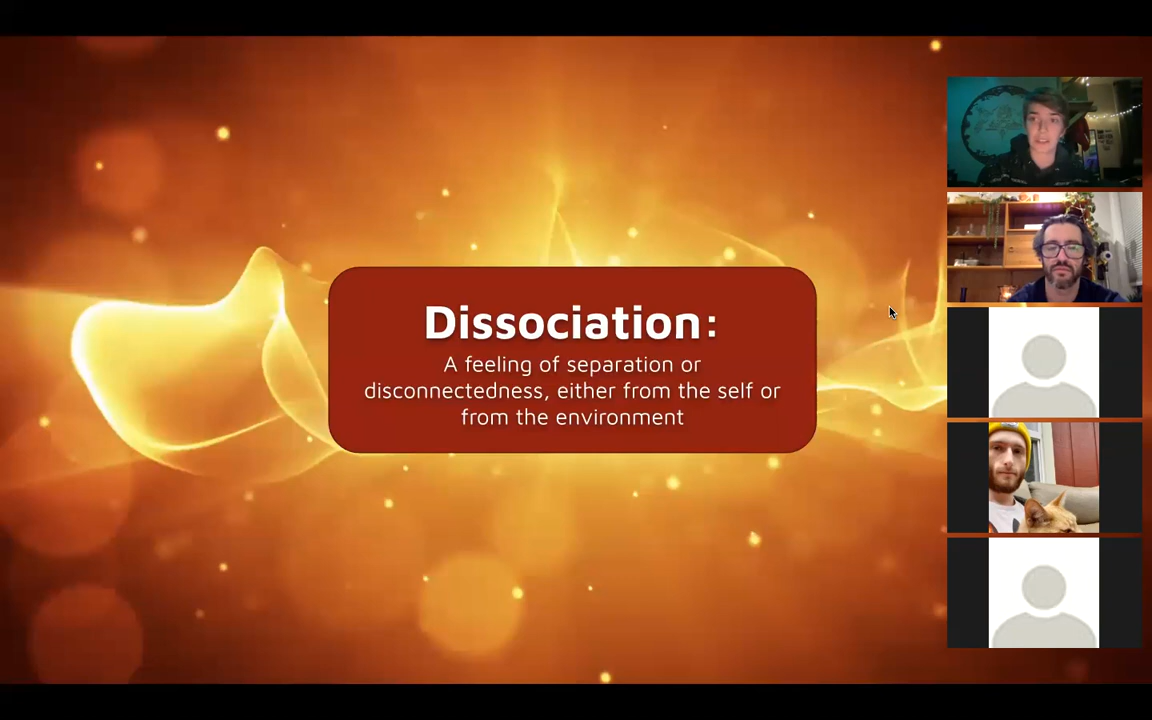 Dissociation:
A feeling of separation or
disconnectedness, either from the self or
from the environment